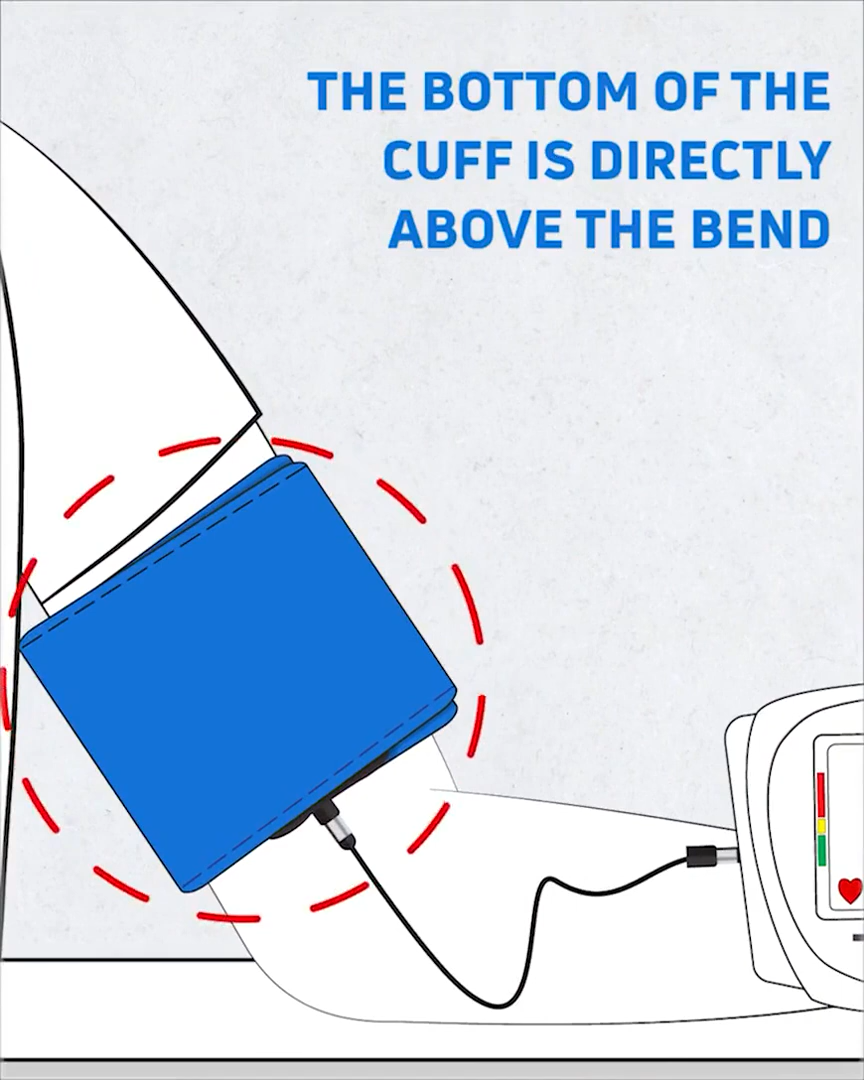 THE BOTTOM OF THE
CUFF IS DIRECTLY
ABOVE THE BEND